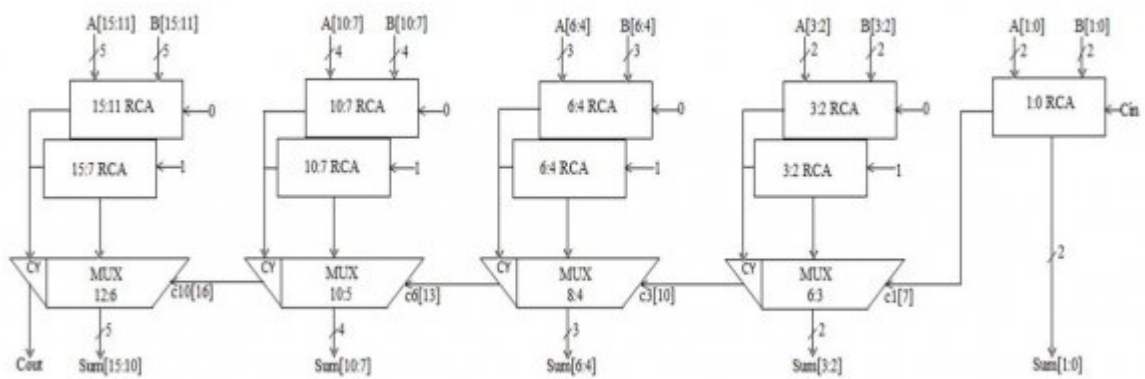 A[15:11] B[15:11] A[10:7] B[10:7] A[6:4] B[6:4] A[3:2] B[3:2] A[1:0] B[1:0]
5 5 4 4 3 3 2 2 2 2
15:11 RCA 0 10:7 RCA 0 6:4 RCA 0 3:2 RCA 0 1:0 RCA Cin
15:7 RCA 1 10:7 RCA 1 6:4 RCA 1 3:2 RCA 1
2
CY MUX CY MUX CY MUX CY MUX
12:6 c10[16] 10:5 c6[13] 8:4 c3[10] 6:3 c1[7]
5 4 3 2
Cout Sum[15:10] Sum[10:7] Sum[6:4] Sum[3:2] Sum[1:0]